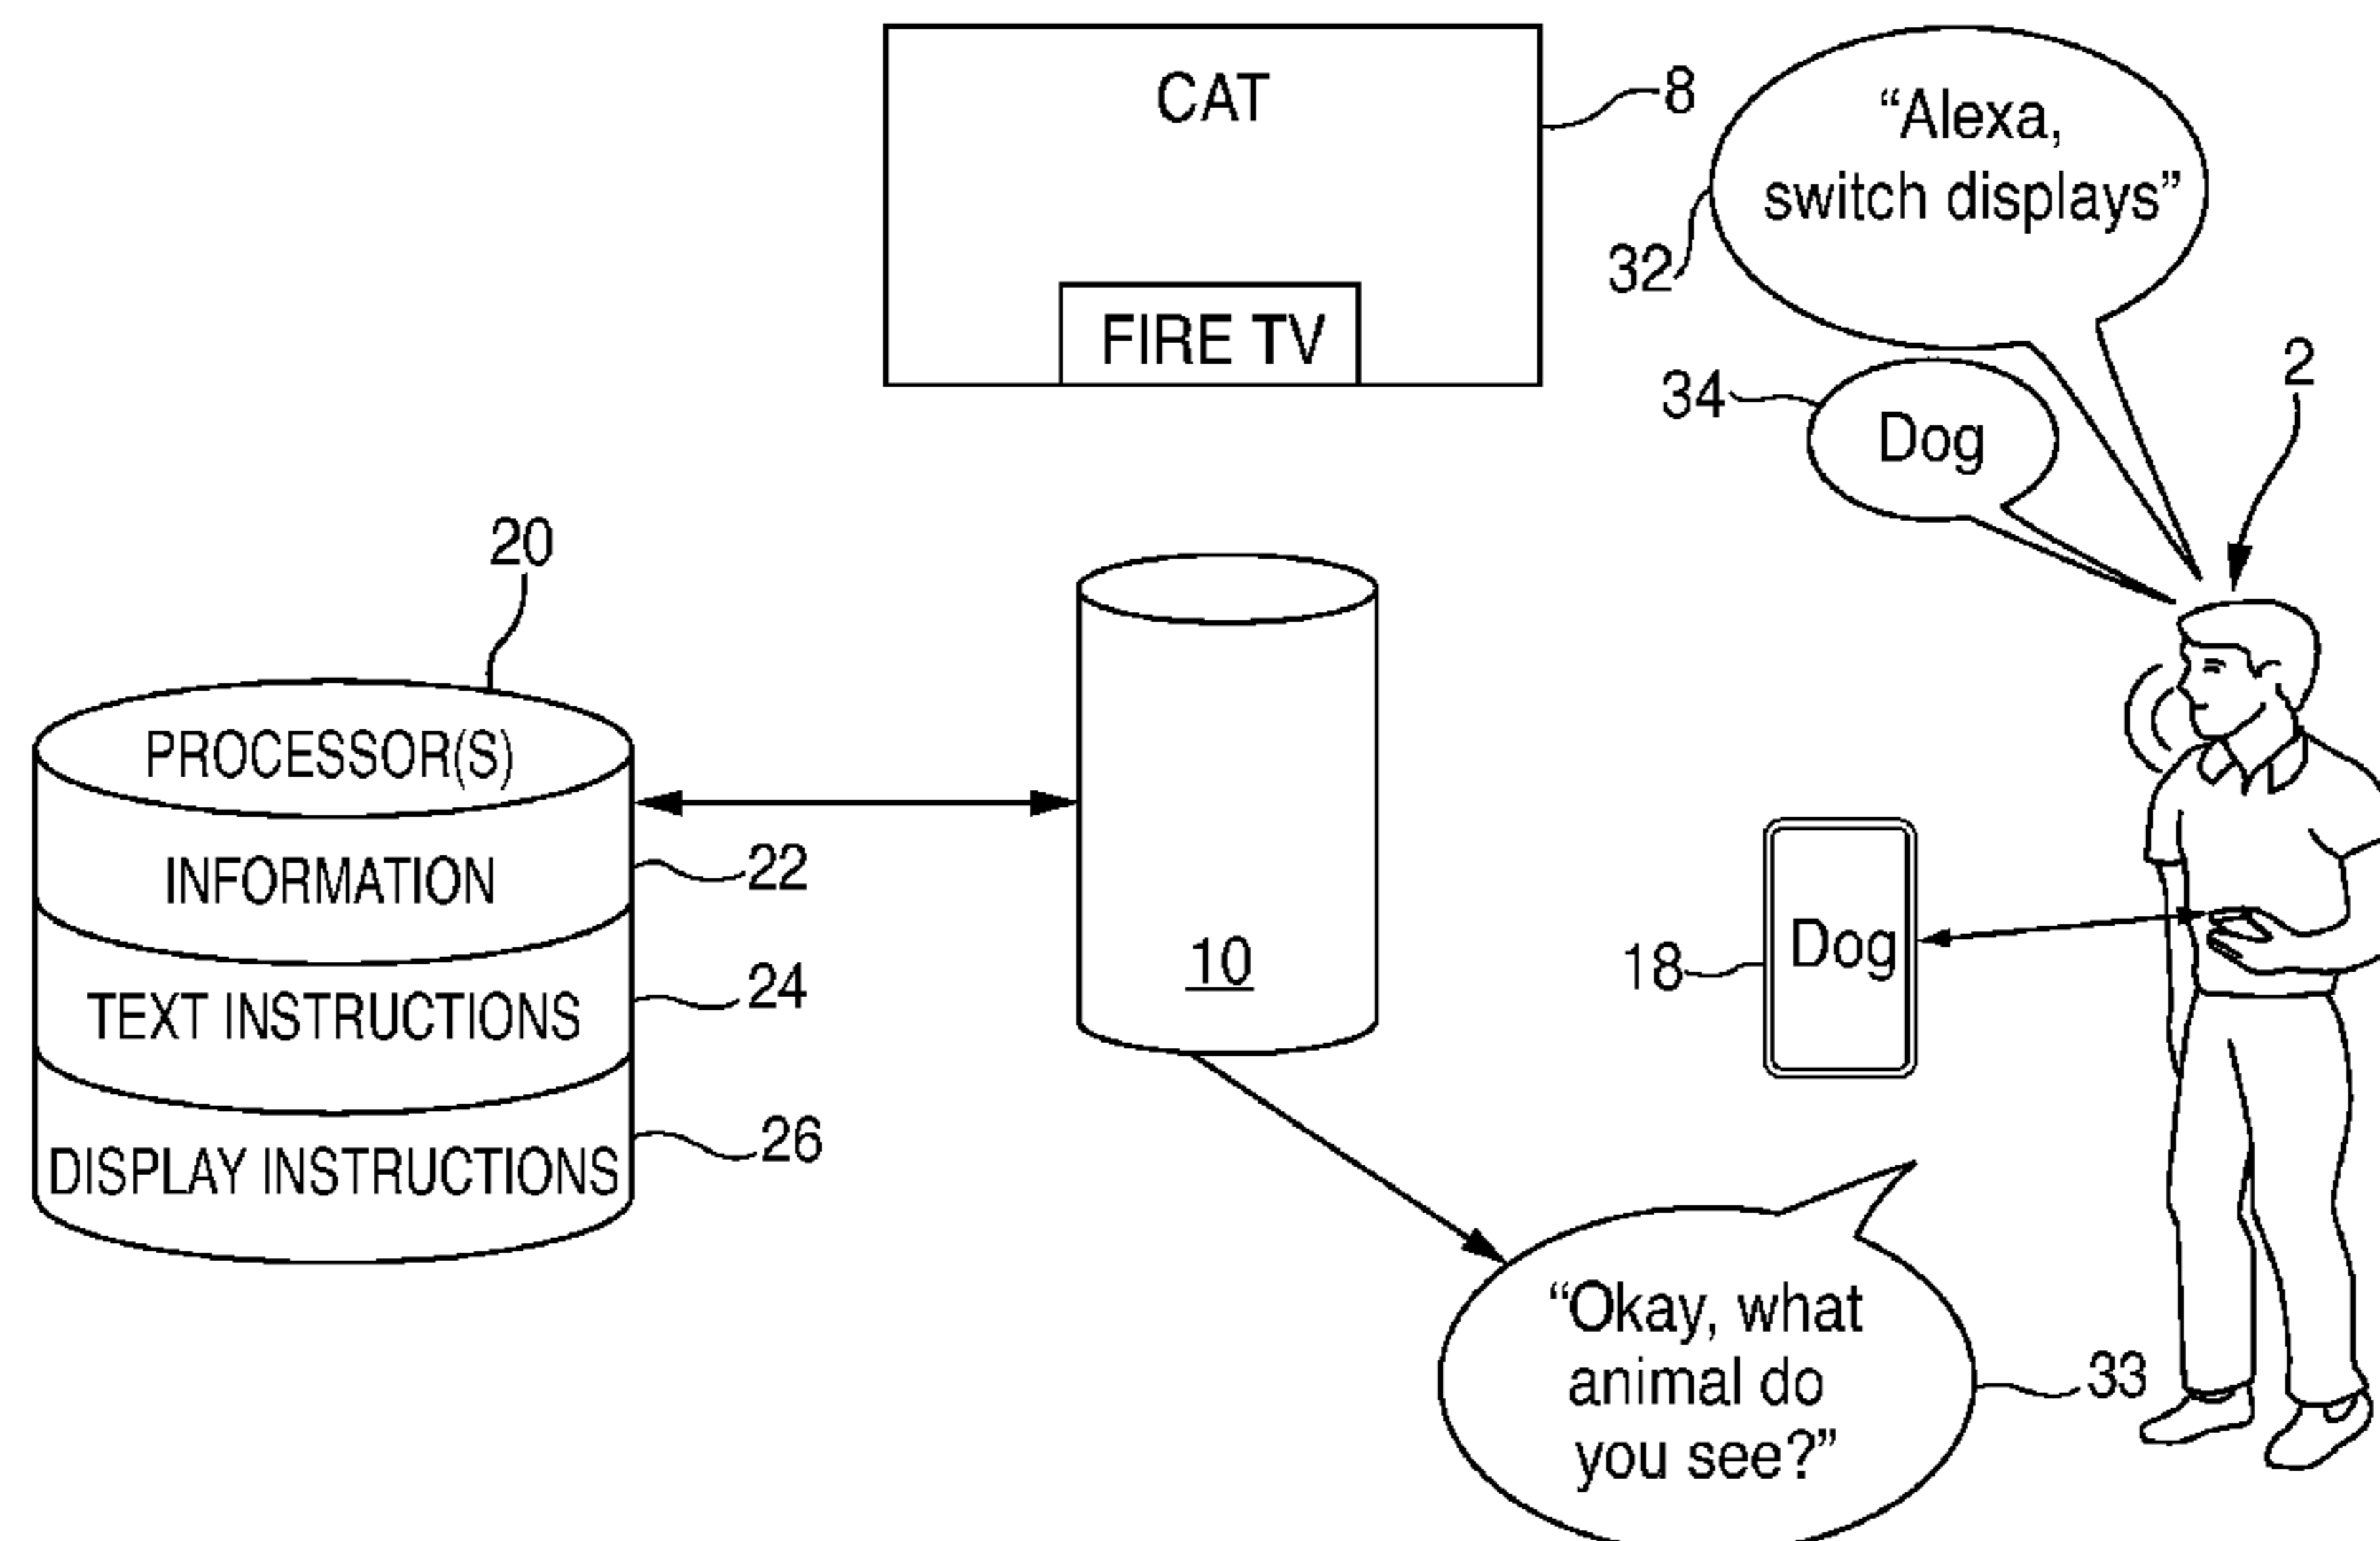 CAT
8
FIRE TV
“Alexa,
switch displays”
32
34
Dog
2
20
PROCESSOR(S)
INFORMATION
22
TEXT INSTRUCTIONS
24
DISPLAY INSTRUCTIONS
26
10
18
Dog
“Okay, what
animal do
you see?”
33